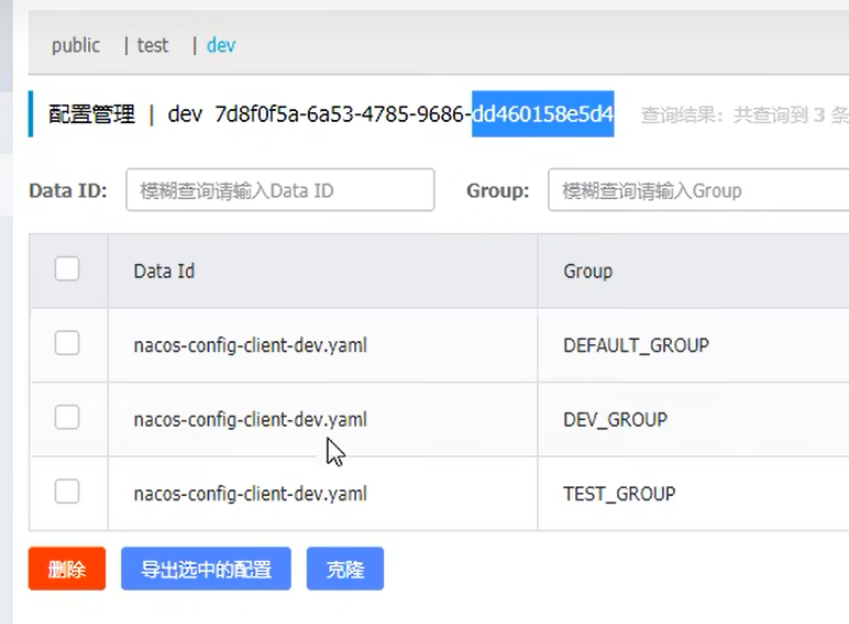 public | test | dev
配置管理 | dev 7d8f0f5a-6a53-4785-9686-dd460158e5d4 查询结果：共查询到 3 条
Data ID: 模糊查询请输入Data ID Group: 模糊查询请输入Group
Data Id Group
nacos-config-client-dev.yaml DEFAULT_GROUP
nacos-config-client-dev.yaml DEV_GROUP
nacos-config-client-dev.yaml TEST_GROUP
删除 导出选中的配置 克隆